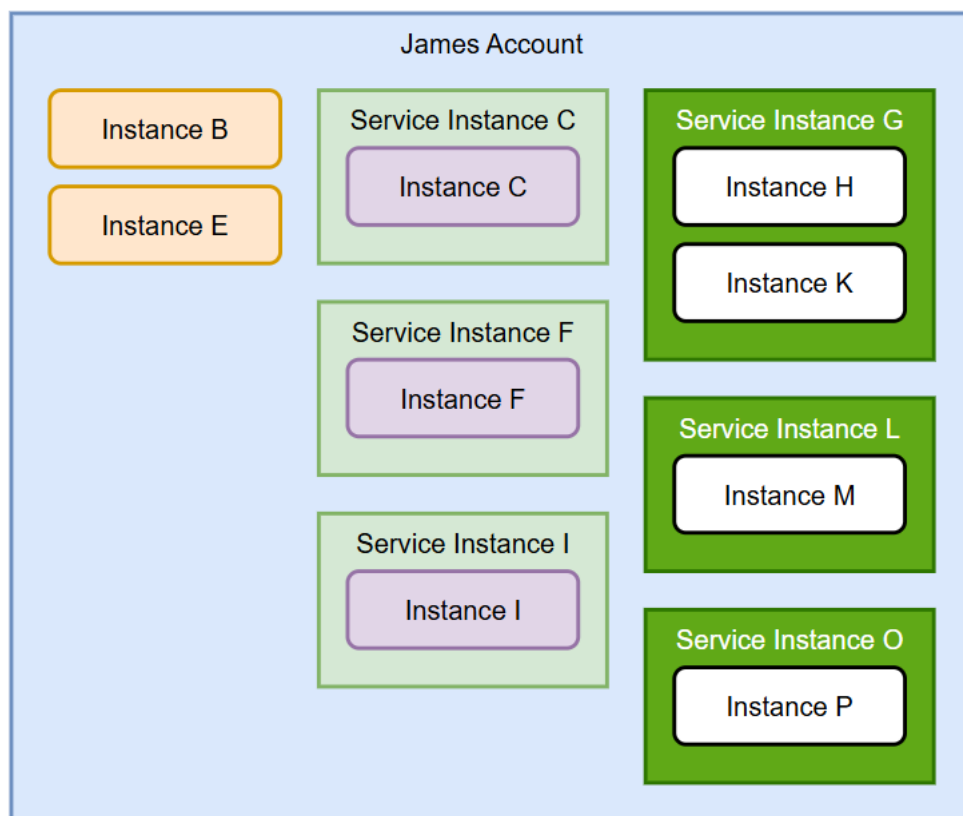 James Account
Instance B
Instance E
Service Instance C
Instance C
Service Instance F
Instance F
Service Instance I
Instance I
Service Instance G
Instance H
Instance K
Service Instance L
Instance M
Service Instance O
Instance P